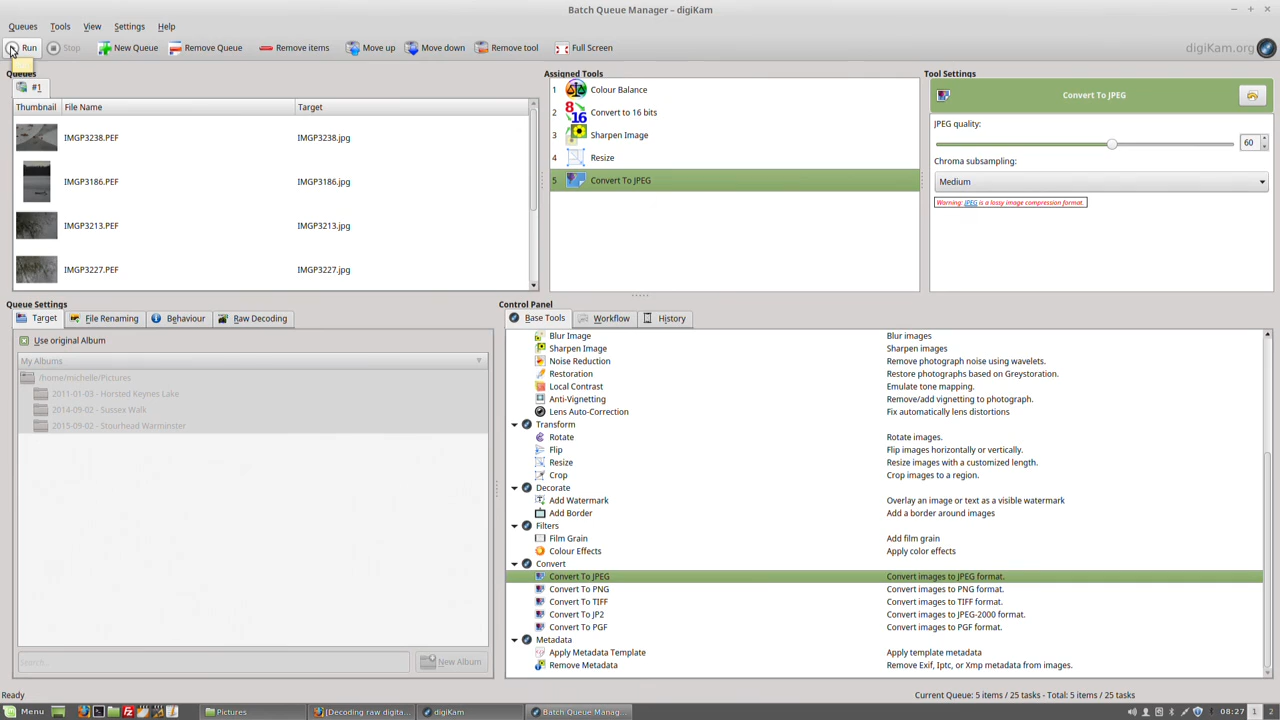 Batch Queue Manager – digiKam
Queues Tools View Settings Help
Run Stop New Queue Remove Queue Remove items Move up Move down Remove tool Full Screen digiKam.org
Queues
#1
Thumbnail File Name Target
IMGP3238.PEF IMGP3238.jpg
IMGP3186.PEF IMGP3186.jpg
IMGP3213.PEF IMGP3213.jpg
IMGP3227.PEF IMGP3227.jpg
Assigned Tools
1 Colour Balance
2 Convert to 16 bits
3 Sharpen Image
4 Resize
5 Convert To JPEG
Tool Settings
Convert To JPEG
JPEG quality:
60
Chroma subsampling:
Medium
Warning: JPEG is a lossy image compression format.
Queue Settings
Target File Renaming Behaviour Raw Decoding
Use original Album
My Albums
/home/michelle/Pictures
2011-01-03 - Horsted Keynes Lake
2014-09-02 - Sussex Walk
2015-09-02 - Stourhead Warminster
Search...
New Album
Control Panel
Base Tools Workflow History
Blur Image Blur images
Sharpen Image Sharpen images
Noise Reduction Remove photograph noise using wavelets.
Restoration Restore photographs based on Greystoration.
Local Contrast Emulate tone mapping.
Anti-Vignetting Remove/add vignetting to photograph.
Lens Auto-Correction Fix automatically lens distortions
Transform
Rotate Rotate images.
Flip Flip images horizontally or vertically.
Resize Resize images with a customized length.
Crop Crop images to a region.
Decorate
Add Watermark Overlay an image or text as a visible watermark
Add Border Add a border around images
Filters
Film Grain Add film grain
Colour Effects Apply color effects
Convert
Convert To JPEG Convert images to JPEG format.
Convert To PNG Convert images to PNG format.
Convert To TIFF Convert images to TIFF format.
Convert To JP2 Convert images to JPEG-2000 format.
Convert To PGF Convert images to PGF format.
Metadata
Apply Metadata Template Apply template metadata
Remove Metadata Remove Exif, Iptc, or Xmp metadata from images.
Ready
Current Queue: 5 items / 25 tasks - Total: 5 items / 25 tasks
Menu Pictures [Decoding raw digita... digiKam Batch Queue Manag... 08:27 1 2